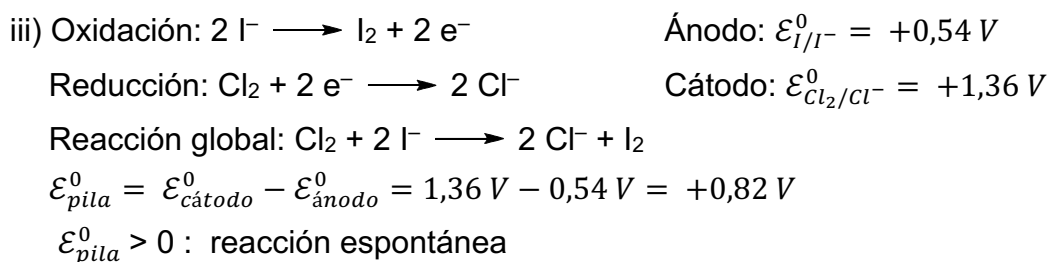 iii) Oxidación: 2 I⁻ ⟶ I₂ + 2 e⁻ Ánodo: ℰ⁰_{I/I⁻} = +0,54 V
Reducción: Cl₂ + 2 e⁻ ⟶ 2 Cl⁻ Cátodo: ℰ⁰_{Cl₂/Cl⁻} = +1,36 V
Reacción global: Cl₂ + 2 I⁻ ⟶ 2 Cl⁻ + I₂
ℰ⁰_{pila} = ℰ⁰_{cátodo} − ℰ⁰_{ánodo} = 1,36 V − 0,54 V = +0,82 V
ℰ⁰_{pila} > 0 : reacción espontánea